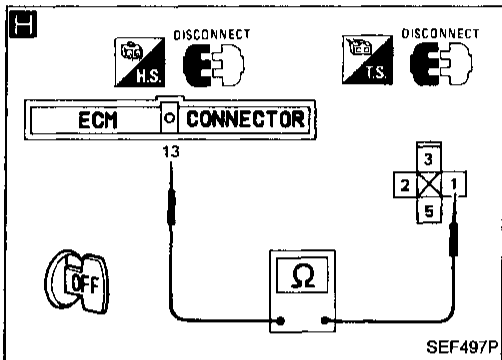 H
DISCONNECT
H.S.
DISCONNECT
T.S.
ECM CONNECTOR
13
3
2 1
5
OFF
Ω
SEF497P